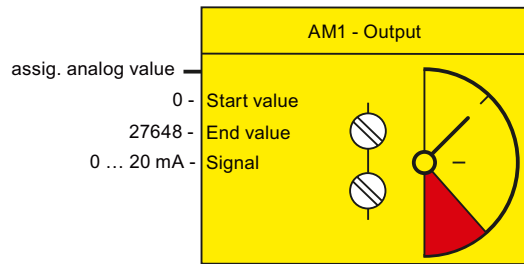 AM1 - Output
assig. analog value
0 - Start value
27648 - End value
0 ... 20 mA - Signal